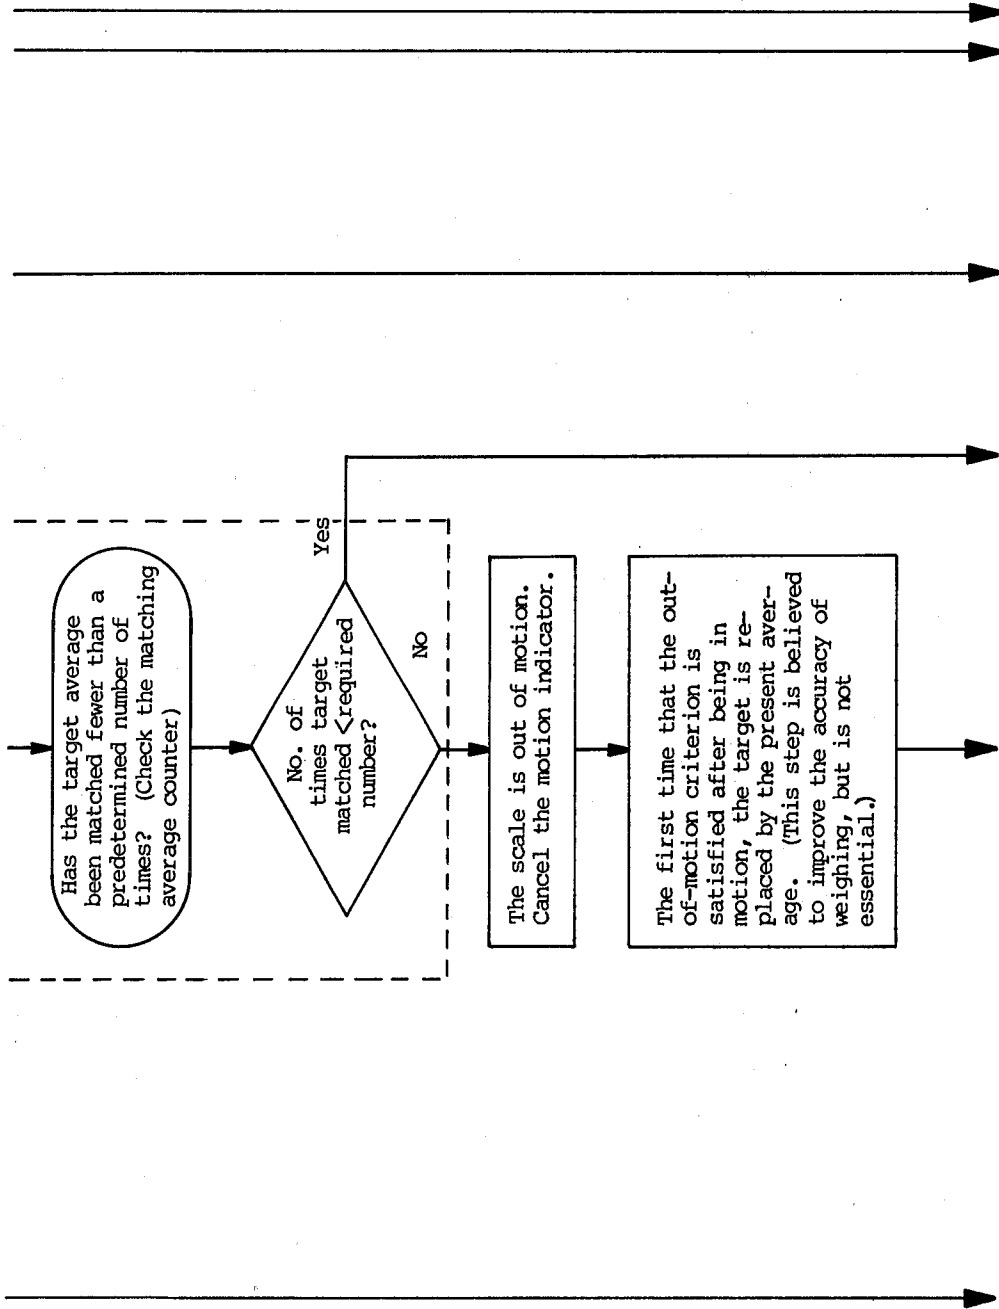 Has the target average
been matched fewer than a
predetermined number of
times? (Check the matching
average counter)
No. of
times target
matched <required
number?
Yes
No
The scale is out of motion.
Cancel the motion indicator.
The first time that the out-
of-motion criterion is
satisfied after being in
motion, the target is re-
placed by the present aver-
age. (This step is believed
to improve the accuracy of
weighing, but is not
essential.)